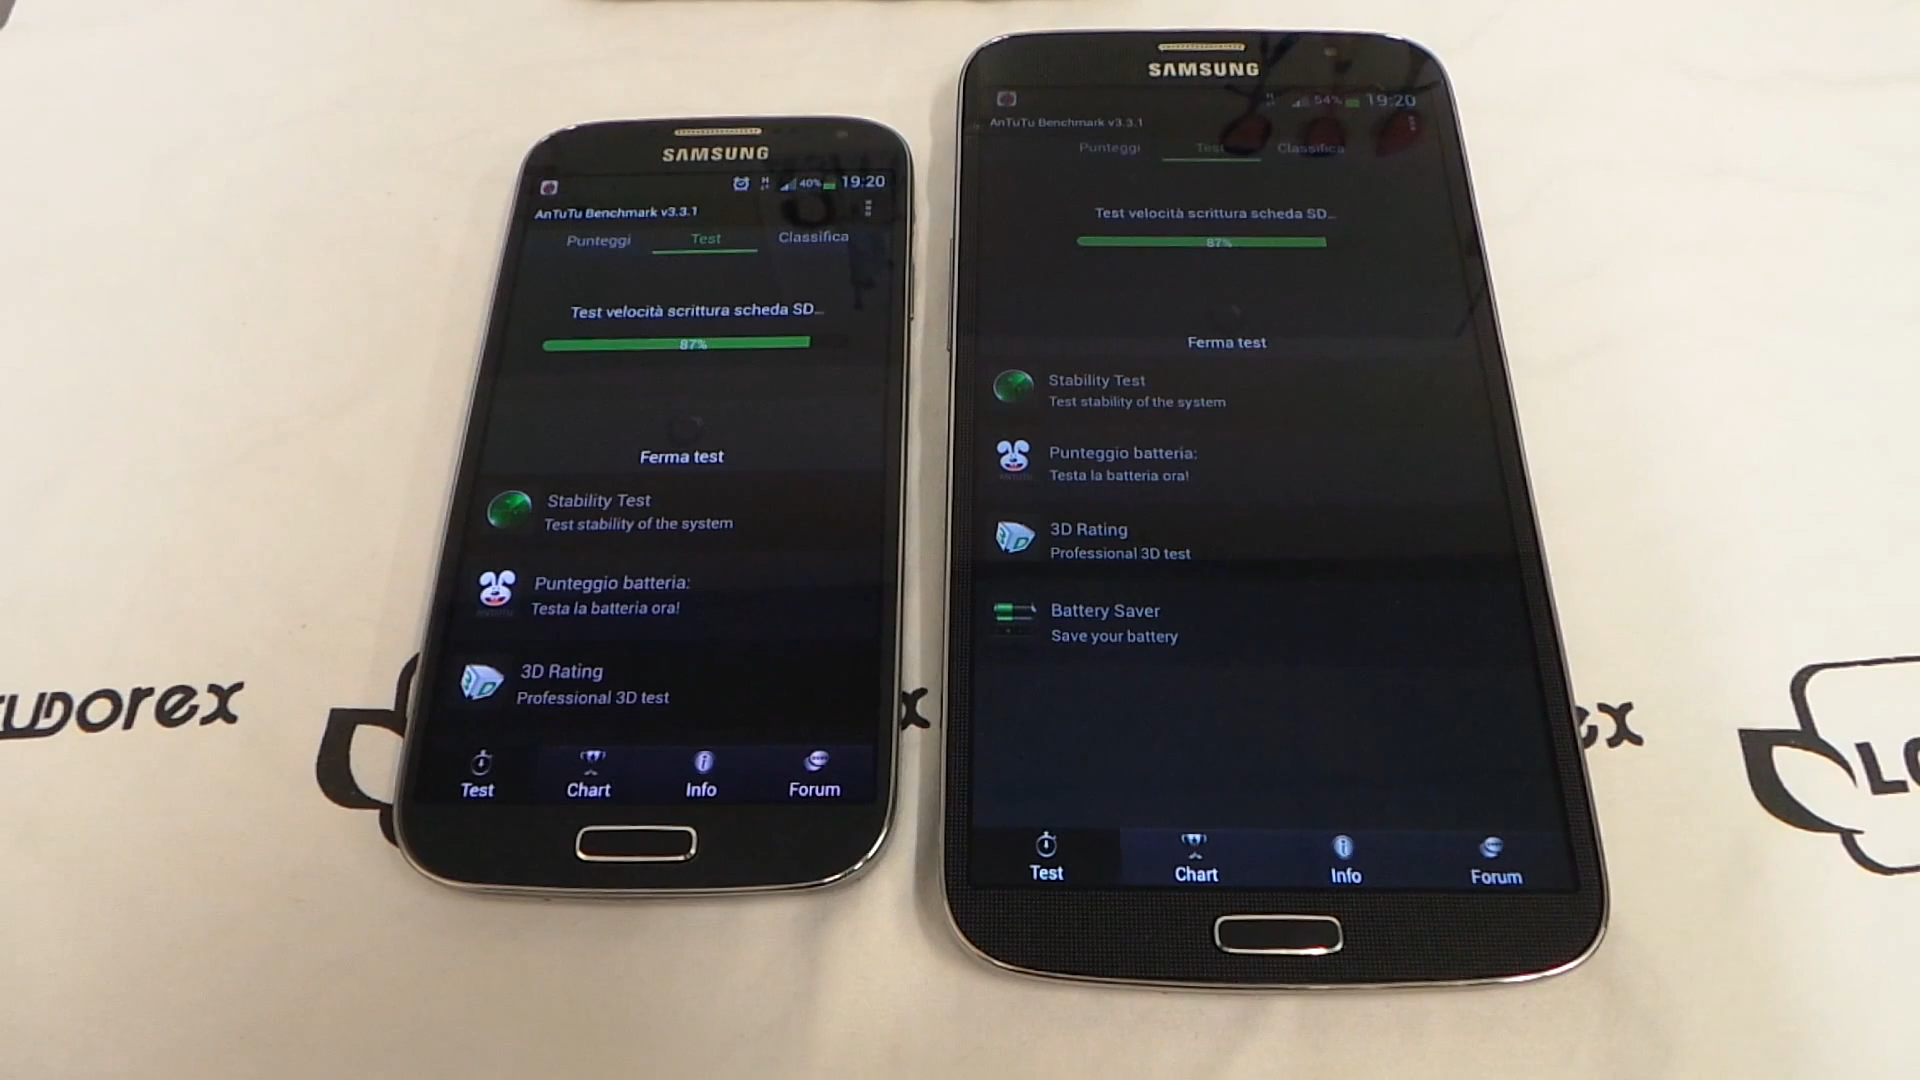 SAMSUNG
40% 19:20
AnTuTu Benchmark v3.3.1
Punteggi Test Classifica
Test velocità scrittura scheda SD...
87%
Ferma test
Stability Test
Test stability of the system
Punteggio batteria:
Testa la batteria ora!
3D Rating
Professional 3D test
Test Chart Info Forum
SAMSUNG
54% 19:20
AnTuTu Benchmark v3.3.1
Punteggi Test Classifica
Test velocità scrittura scheda SD...
87%
Ferma test
Stability Test
Test stability of the system
Punteggio batteria:
Testa la batteria ora!
3D Rating
Professional 3D test
Battery Saver
Save your battery
Test Chart Info Forum